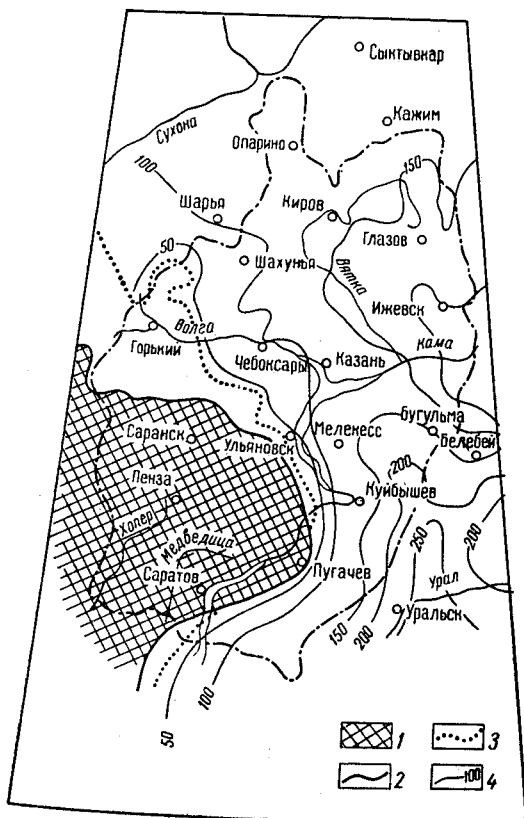 Сыктывкар
Кажим
Сухона
Опарино
100
150
Шарья
Киров
Глазов
50
Шахунья
Вятка
Ижевск
Волга
Горький
Кама
Чебоксары
Казань
Бугульма
Мелекесс
Саранск
Ульяновск
Белебей
200
Пенза
Куйбышев
Хопер
Медведица
250
200
Пугачев
Саратов
Урал
Уральск
150
200
100
50
1
3
2
100
4